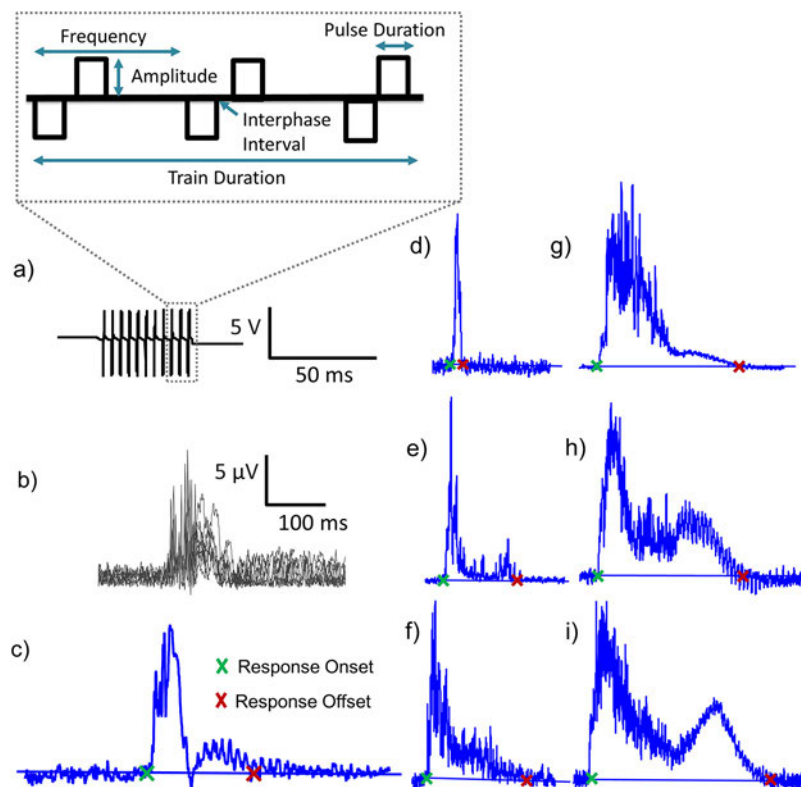 Frequency
Pulse Duration
Amplitude
Interphase
Interval
Train Duration
a)
5 V
50 ms
b)
5 µV
100 ms
c)
Response Onset
Response Offset
d)
e)
f)
g)
h)
i)